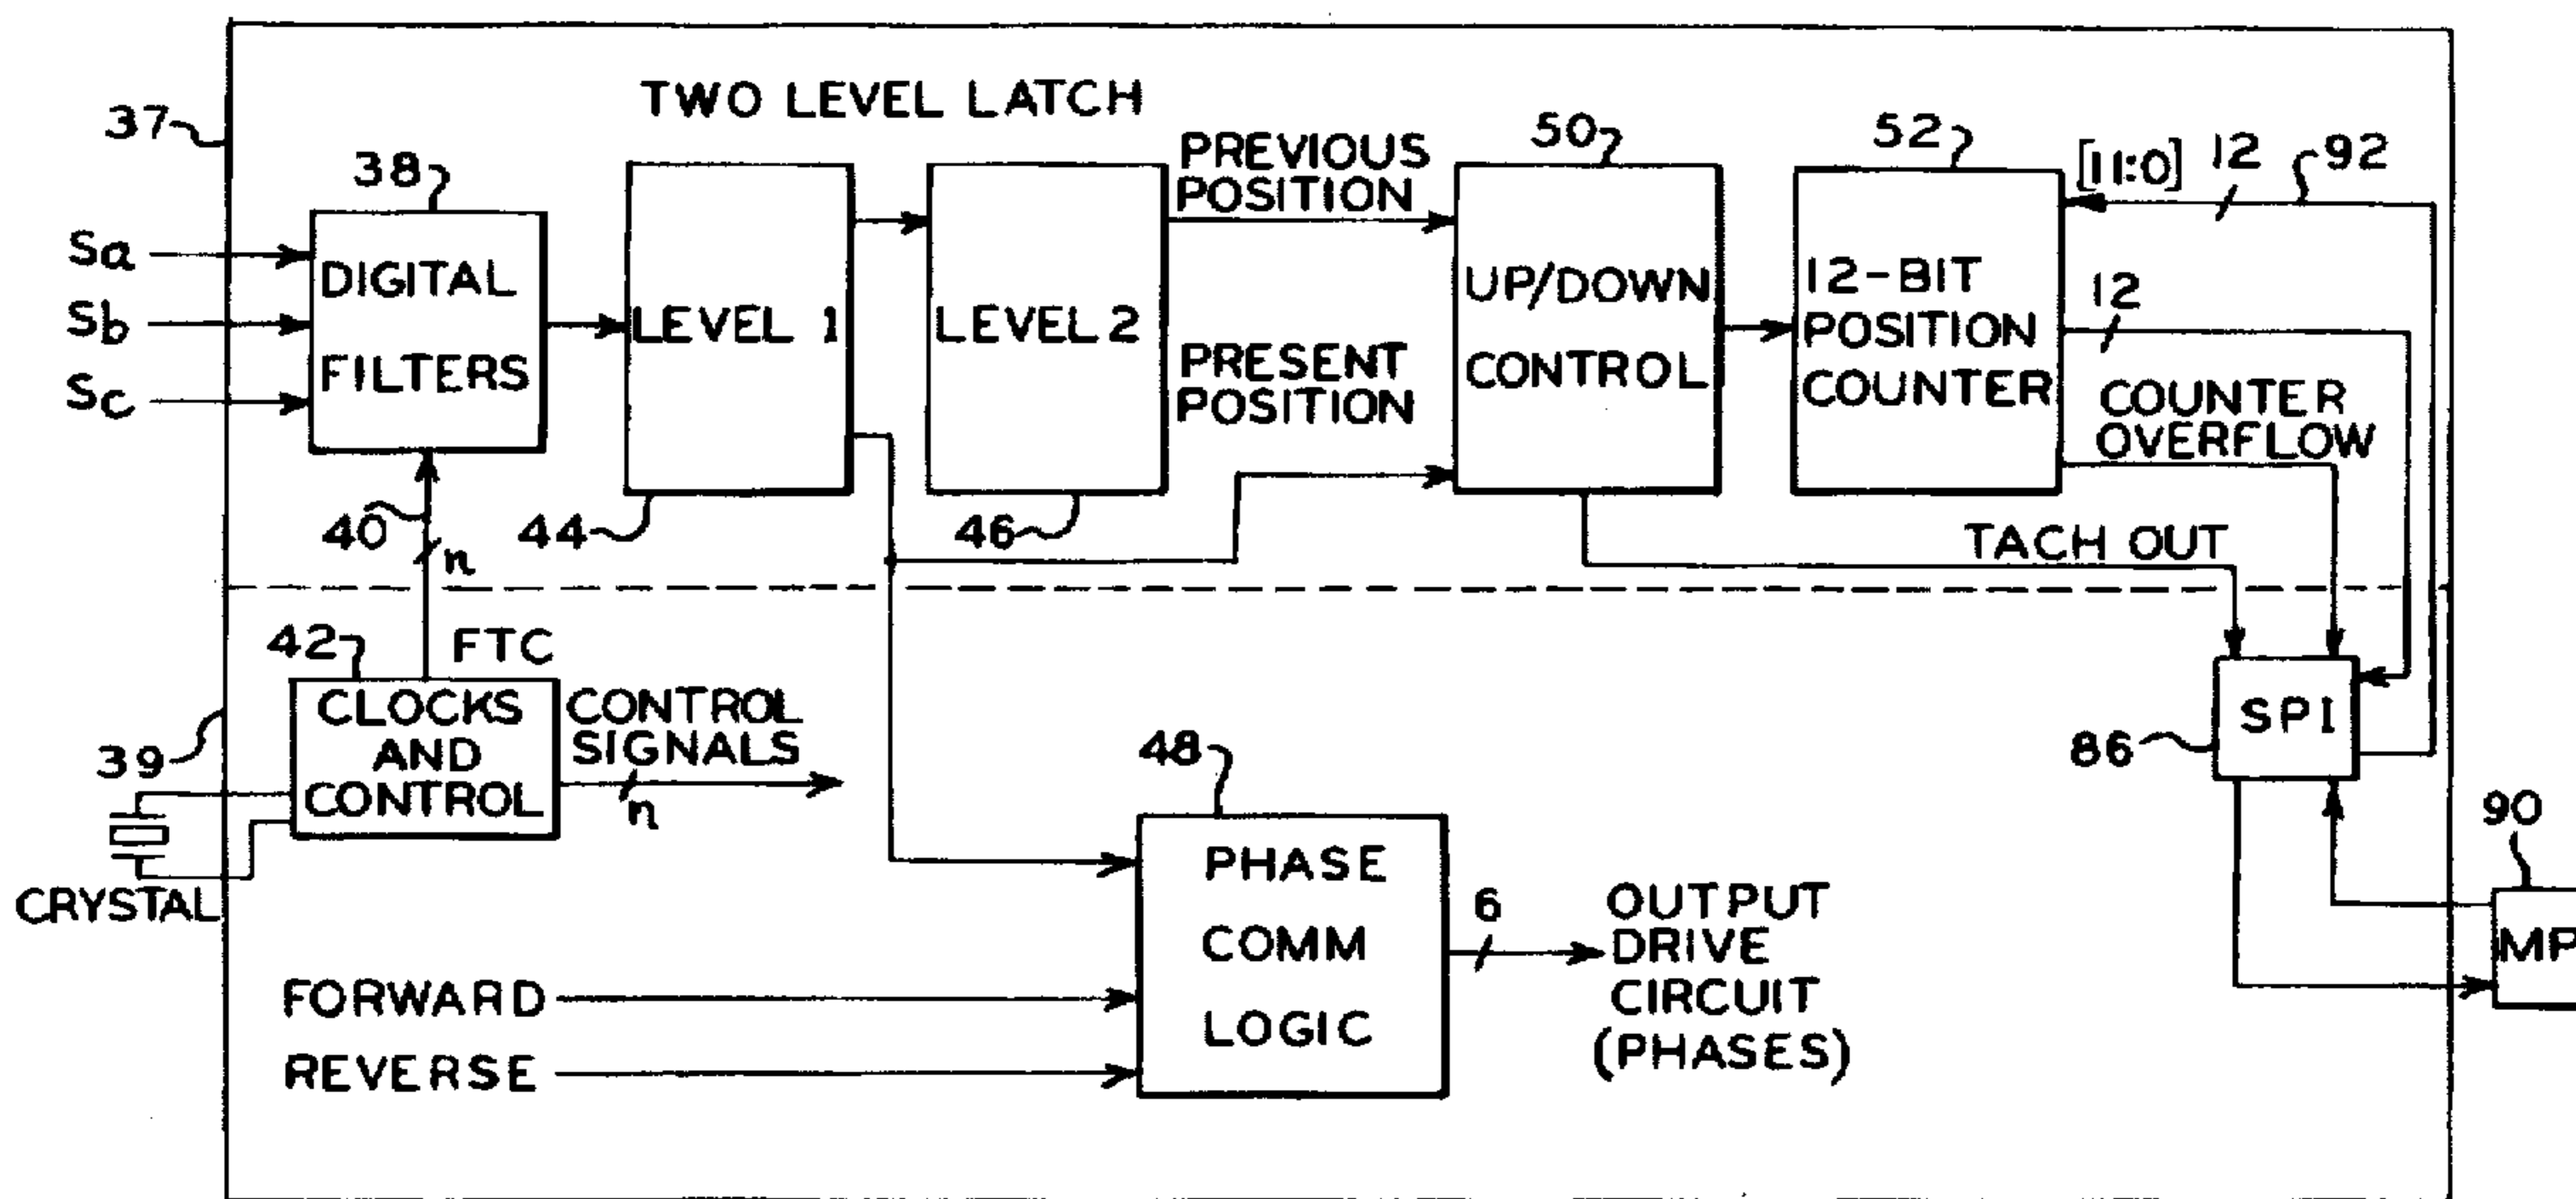 TWO LEVEL LATCH
37
38
50
52
[11:0]
12
92
PREVIOUS
POSITION
Sa
Sb
Sc
DIGITAL
FILTERS
LEVEL 1
LEVEL 2
PRESENT
POSITION
UP/DOWN
CONTROL
12-BIT
POSITION
COUNTER
12
COUNTER
OVERFLOW
40
n
44
46
TACH OUT
42
FTC
CLOCKS
AND
CONTROL
CONTROL
SIGNALS
n
39
CRYSTAL
48
PHASE
COMM
LOGIC
FORWARD
REVERSE
6
OUTPUT
DRIVE
CIRCUIT
(PHASES)
SPI
86
90
MP